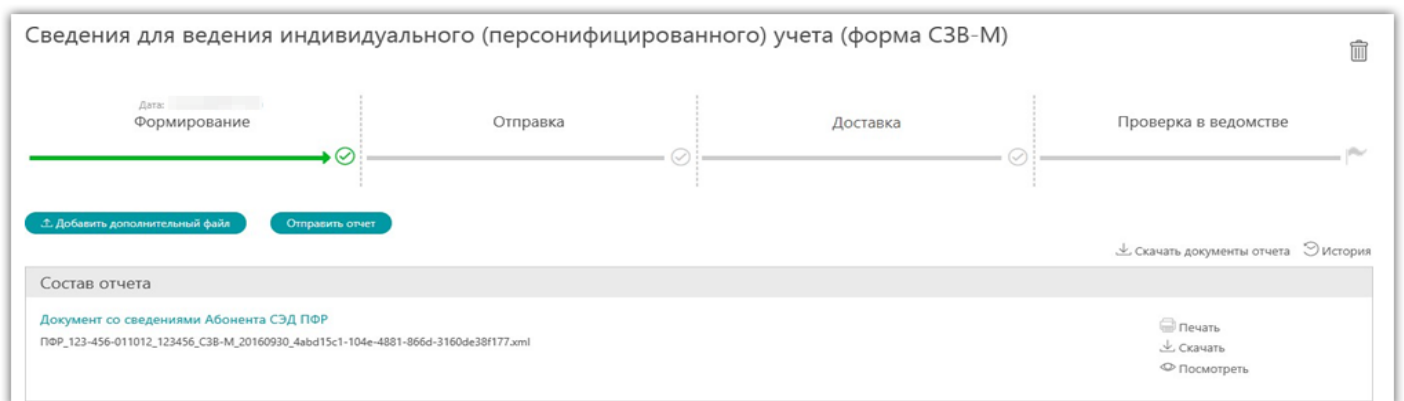 Сведения для ведения индивидуального (персонифицированного) учета (форма СЗВ-М)
Дата:
Формирование
Отправка
Доставка
Проверка в ведомстве
Добавить дополнительный файл
Отправить отчет
Скачать документы отчета
История
Состав отчета
Документ со сведениями Абонента СЭД ПФР
ПФР_123-456-011012_123456_СЗВ-М_20160930_4abd15c1-104e-4881-866d-3160de38f177.xml
Печать
Скачать
Посмотреть